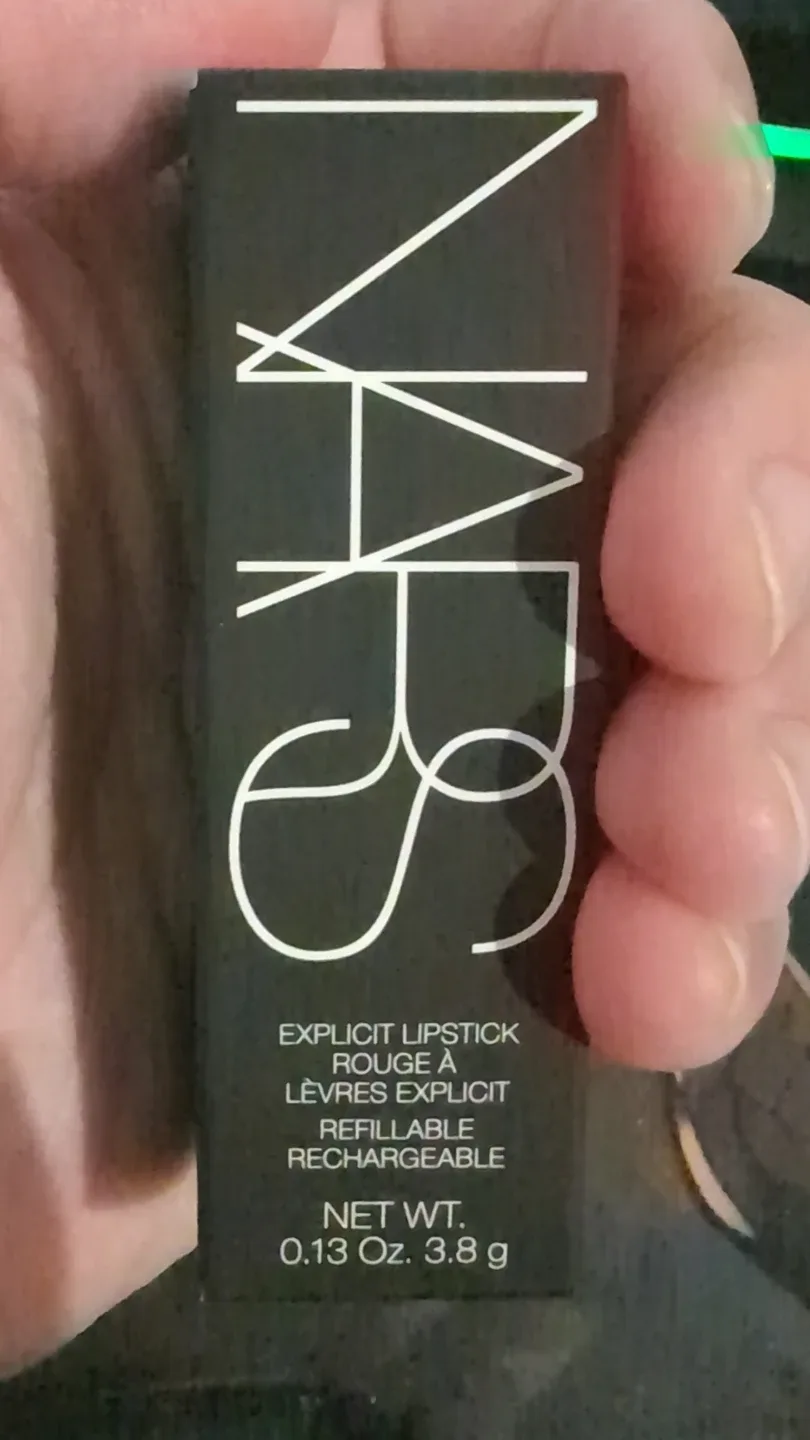 NARS
EXPLICIT LIPSTICK
ROUGE À
LÈVRES EXPLICIT
REFILLABLE
RECHARGEABLE
NET WT.
0.13 Oz. 3.8 g